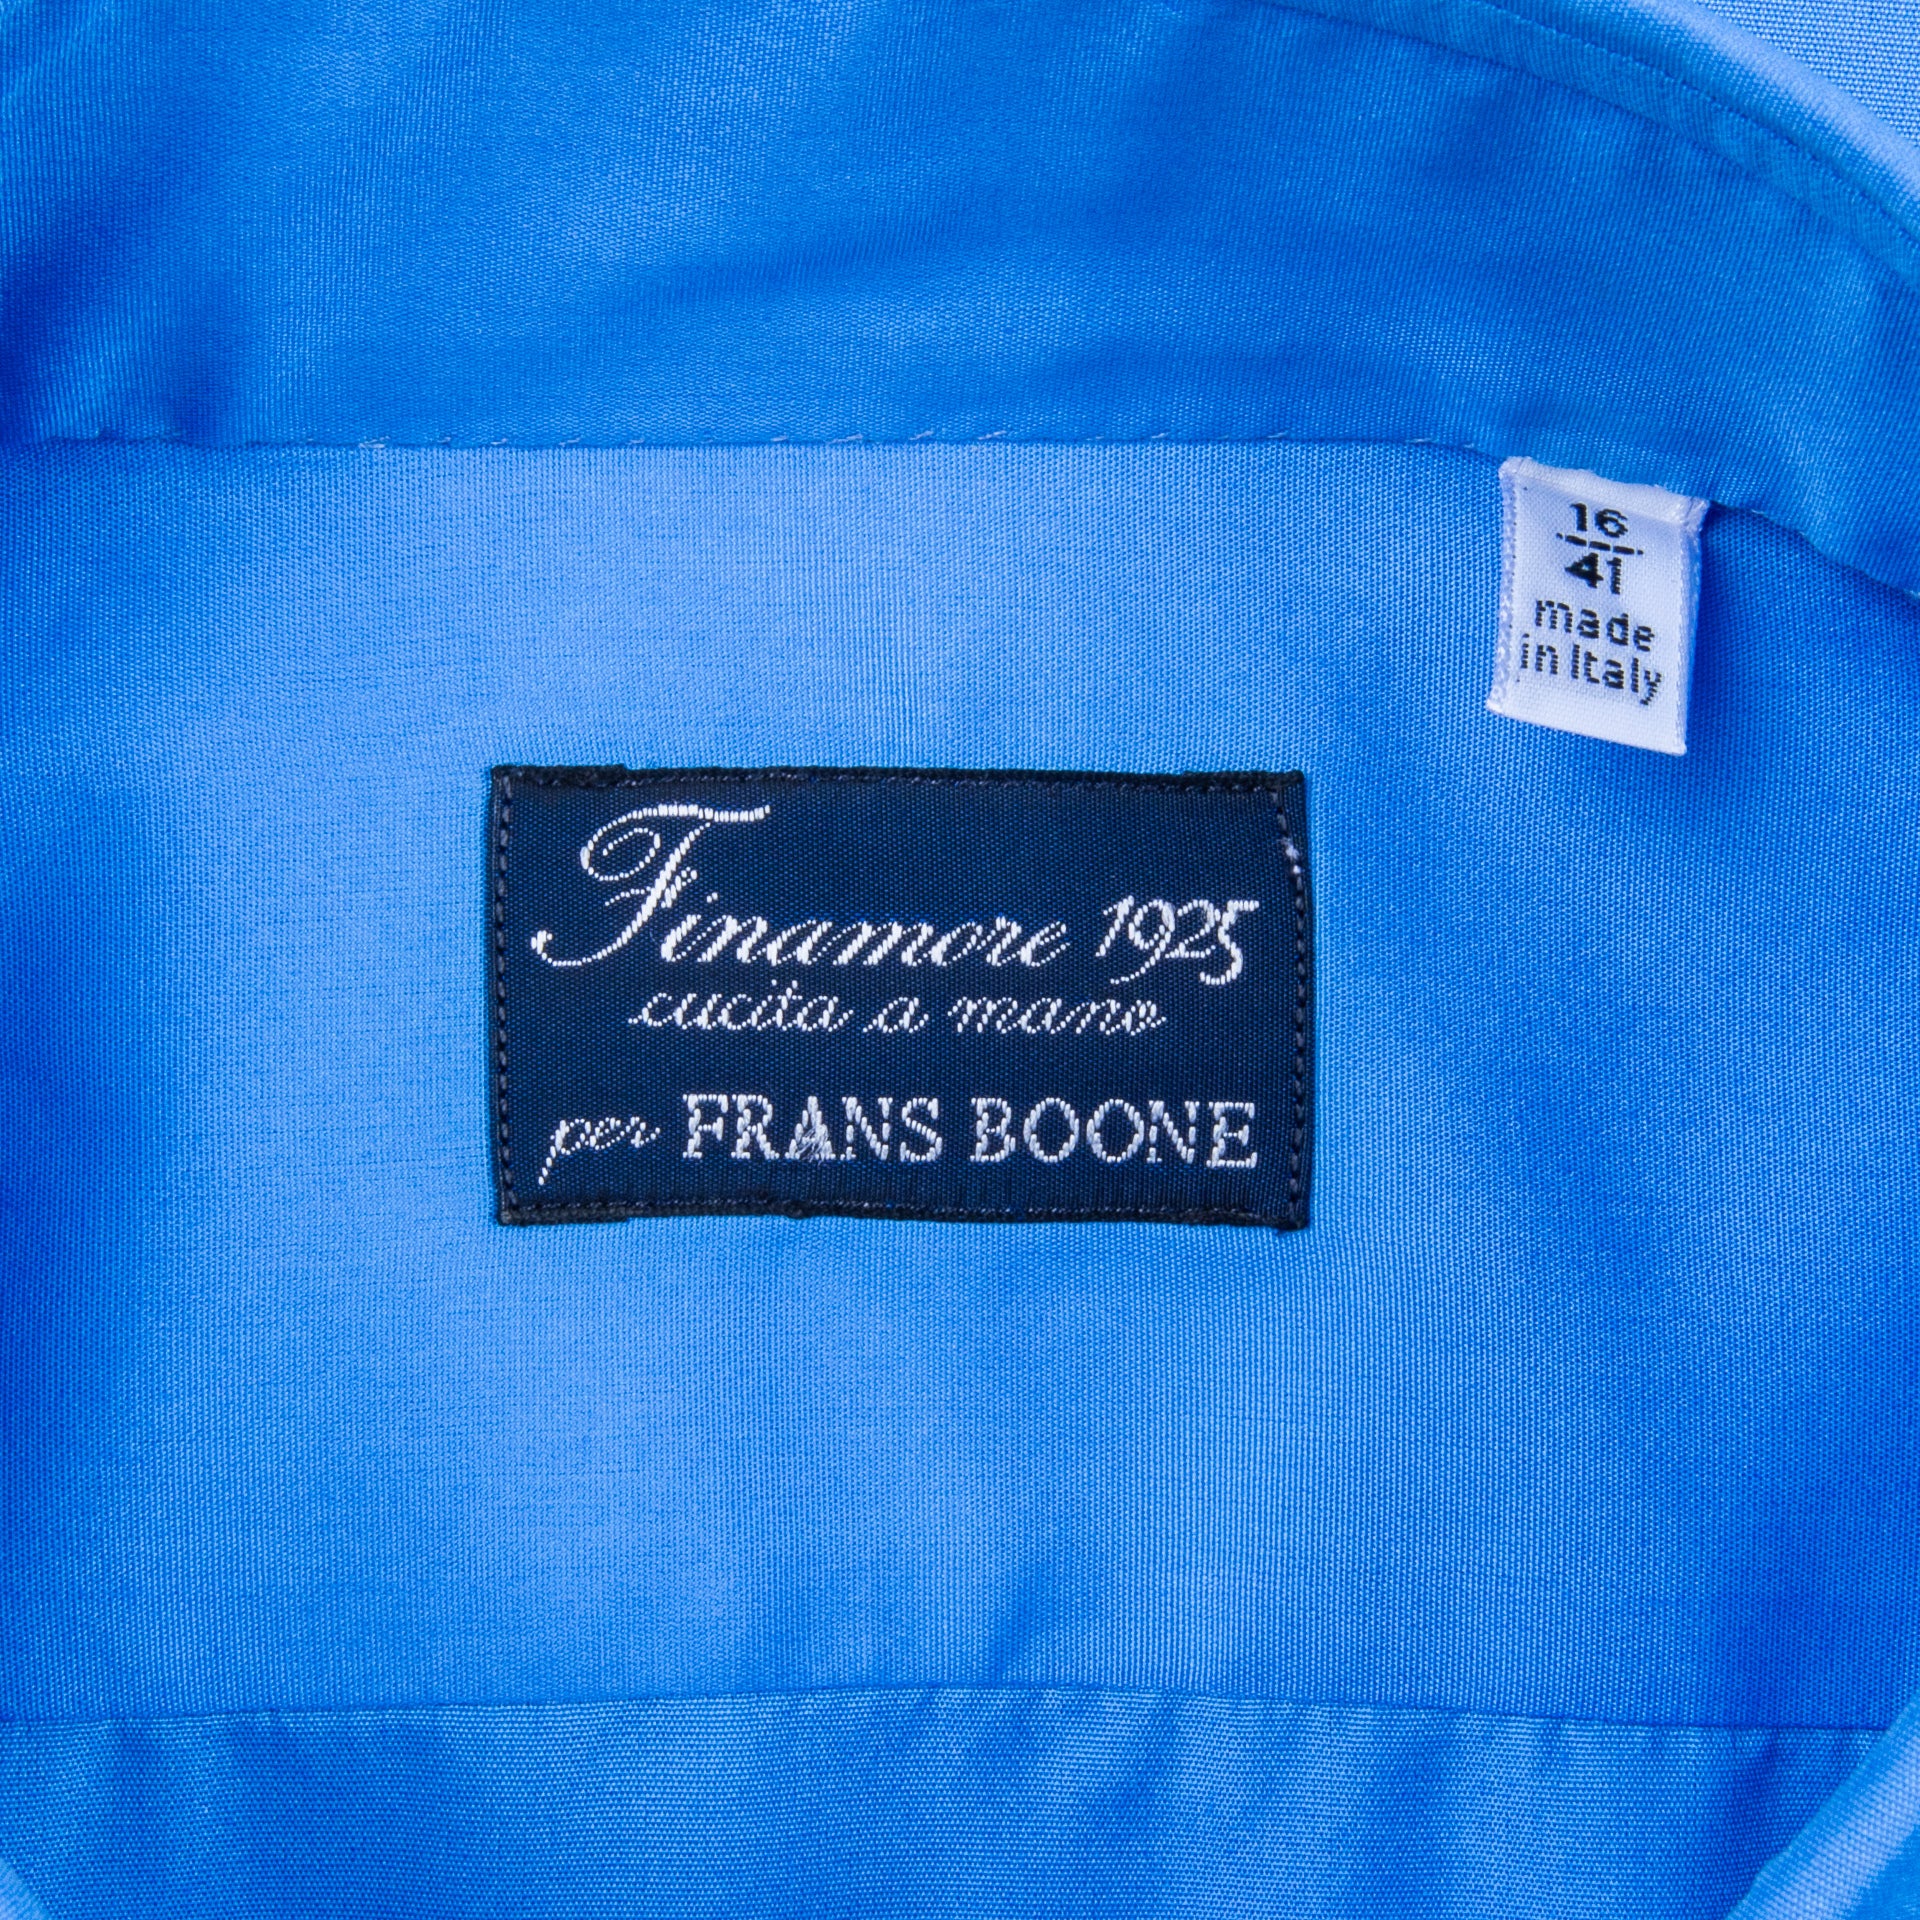 16
41
made
in Italy
Finamore 1925
cucita a mano
per FRANS BOONE